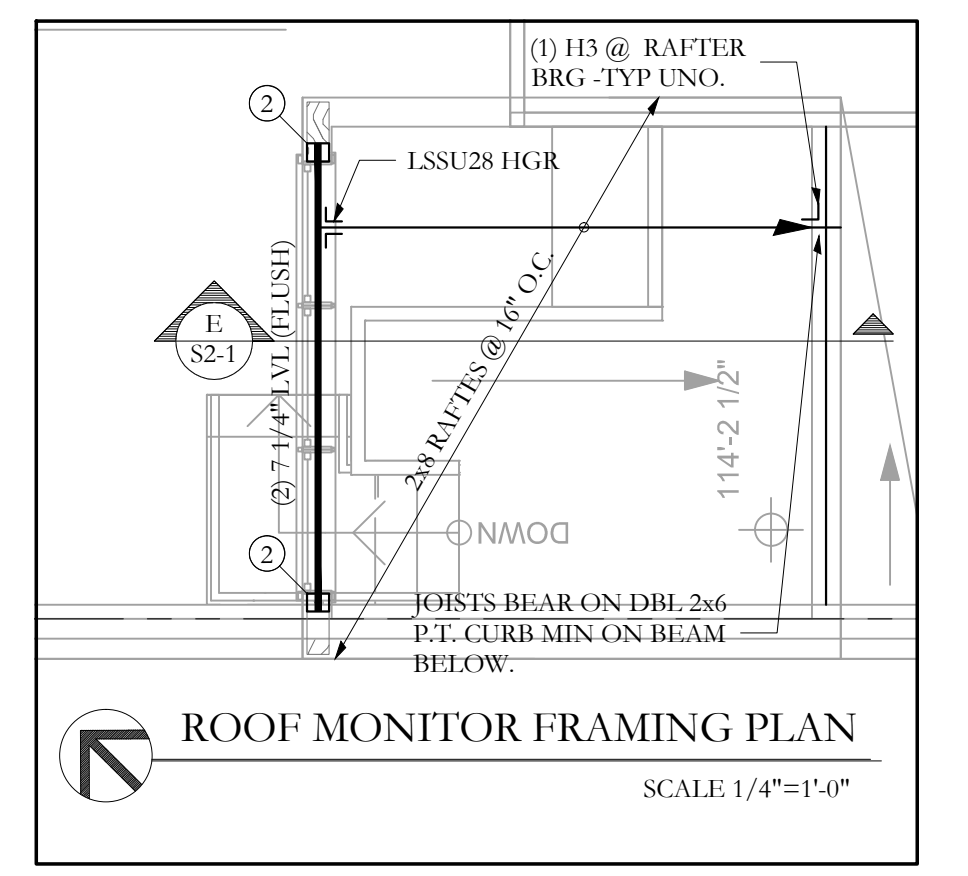 (1) H3 @ RAFTER
BRG -TYP UNO.
2
LSSU28 HGR
(2) 7 1/4" LVL (FLUSH)
E
S2-1
2x8 RAFTES @ 16" O.C.
114'-2 1/2"
DOWN
2
JOISTS BEAR ON DBL 2x6
P.T. CURB MIN ON BEAM
BELOW.
ROOF MONITOR FRAMING PLAN
SCALE 1/4"=1'-0"